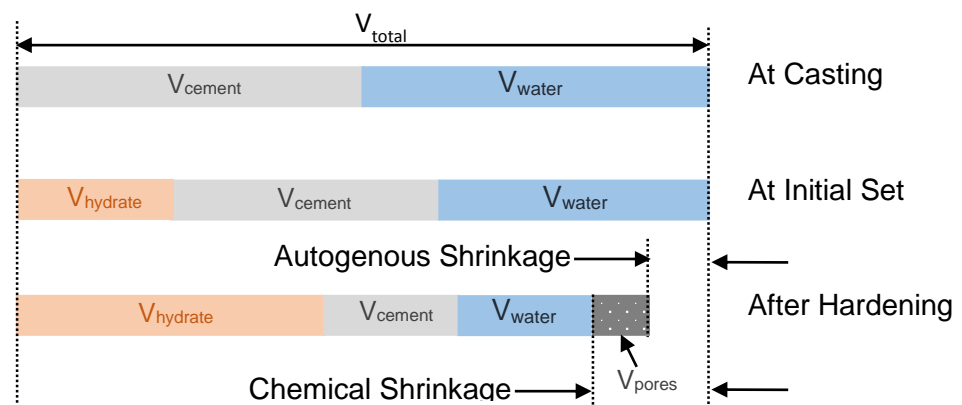 Vtotal
Vcement Vwater At Casting
Vhydrate Vcement Vwater At Initial Set
Autogenous Shrinkage
Vhydrate Vcement Vwater After Hardening
Chemical Shrinkage Vpores